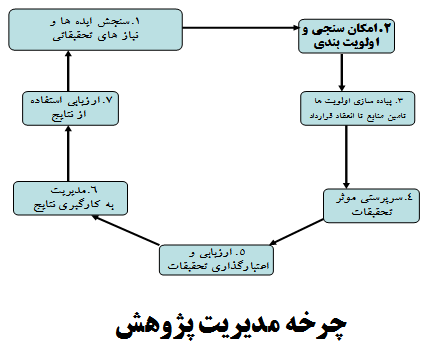 ۱. سنجش ایده ها و
نیاز های تحقیقاتی
۲. امکان سنجی و
اولویت بندی
۳. پیاده سازی اولویت ها
تامین منابع تا انعقاد قرارداد
۴. سرپرستی موثر
تحقیقات
۵. ارزیابی و
اعتبارگذاری تحقیقات
۶. مدیریت
به کارگیری نتایج
۷. ارزیابی استفاده
از نتایج
چرخه مدیریت پژوهش